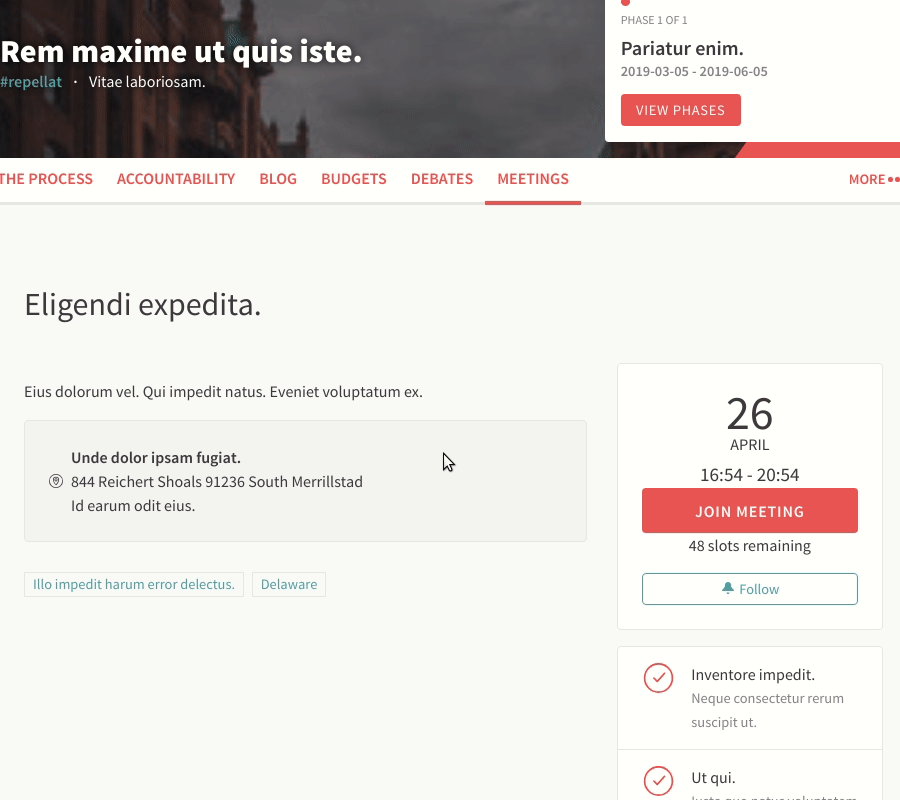 PHASE 1 OF 1
Rem maxime ut quis iste.
Pariatur enim.
#repellat · Vitae laboriosam.
2019-03-05 - 2019-06-05
VIEW PHASES
THE PROCESS ACCOUNTABILITY BLOG BUDGETS DEBATES MEETINGS MORE
Eligendi expedita.
Eius dolorum vel. Qui impedit natus. Eveniet voluptatum ex.
Unde dolor ipsam fugiat.
844 Reichert Shoals 91236 South Merrillstad
Id earum odit eius.
Illo impedit harum error delectus. Delaware
26
APRIL
16:54 - 20:54
JOIN MEETING
48 slots remaining
Follow
Inventore impedit.
Neque consectetur rerum
suscipit ut.
Ut qui.